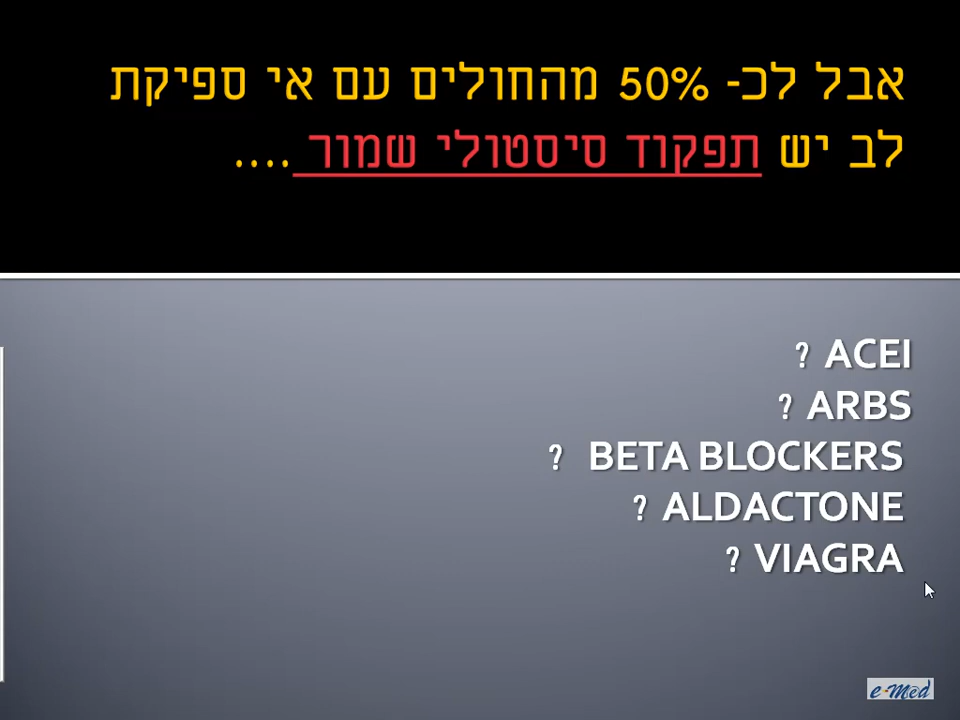 אבל לכ- 50% מהחולים עם אי ספיקת
לב יש תפקוד סיסטולי שמור ....
ACEI ?
ARBS ?
BETA BLOCKERS ?
ALDACTONE ?
VIAGRA ?
e-Med